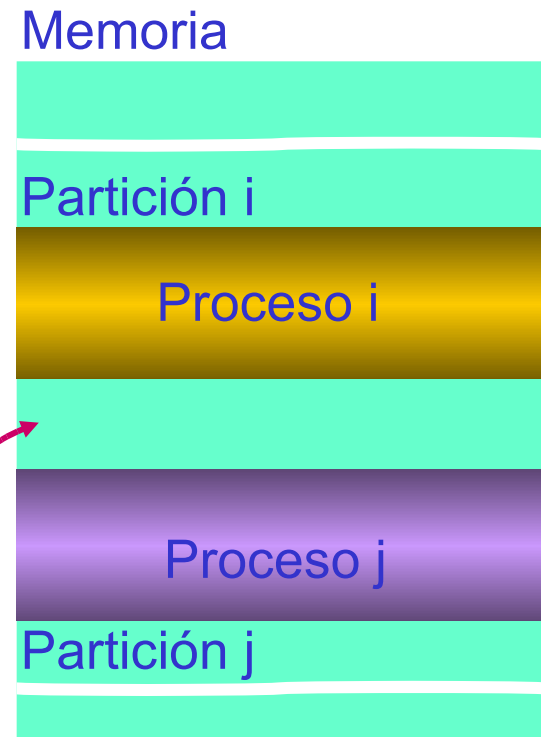 Memoria
Partición i
Proceso i
Proceso j
Partición j